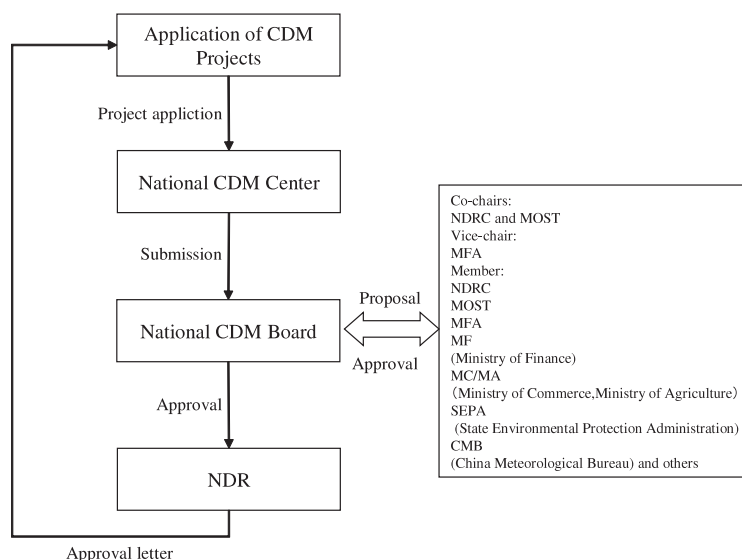 Application of CDM
Projects
Project appliction
National CDM Center
Submission
National CDM Board
Proposal
Approval
Co-chairs:
NDRC and MOST
Vice-chair:
MFA
Member:
NDRC
MOST
MFA
MF
(Ministry of Finance)
MC/MA
(Ministry of Commerce,Ministry of Agriculture)
SEPA
(State Environmental Protection Administration)
CMB
(China Meteorological Bureau) and others
Approval
NDR
Approval letter